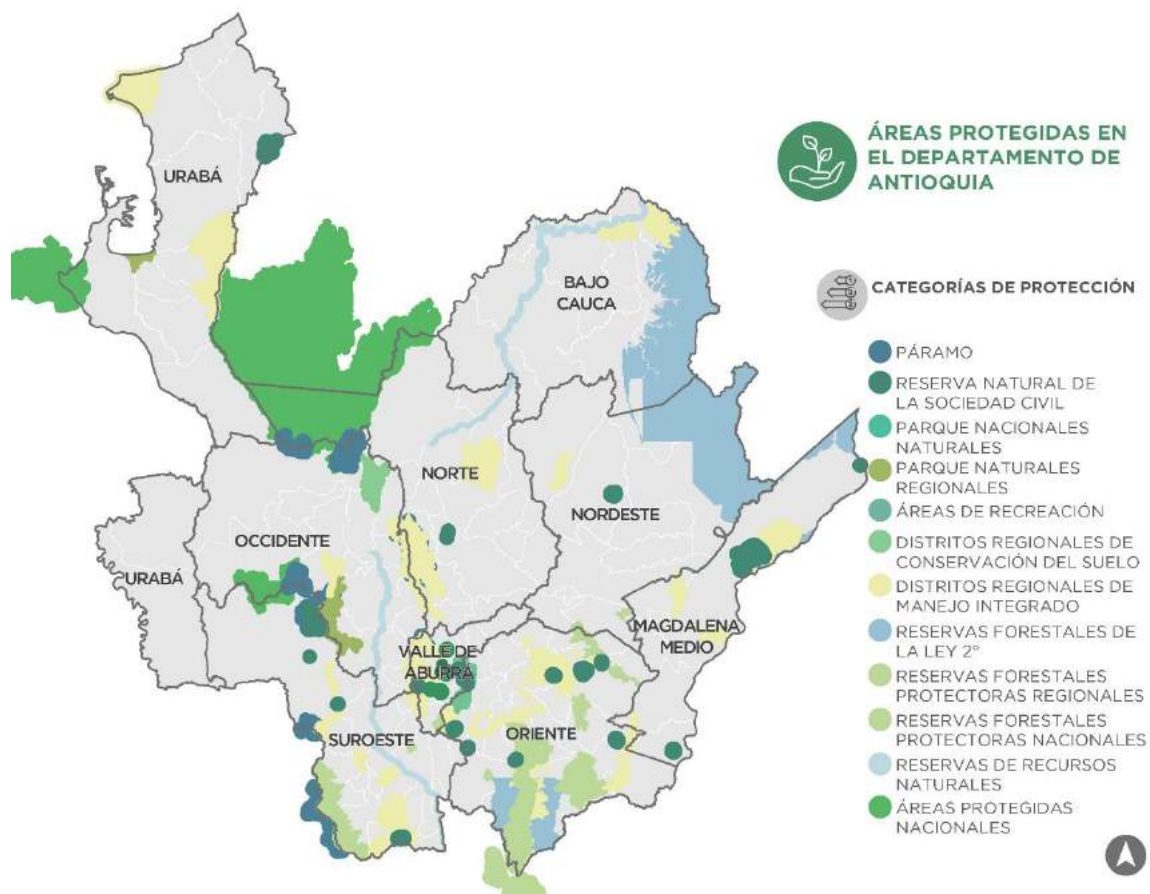 ÁREAS PROTEGIDAS EN
EL DEPARTAMENTO DE
ANTIOQUIA
CATEGORÍAS DE PROTECCIÓN
PÁRAMO
RESERVA NATURAL DE
LA SOCIEDAD CIVIL
PARQUE NACIONALES
NATURALES
PARQUE NATURALES
REGIONALES
ÁREAS DE RECREACIÓN
DISTRITOS REGIONALES DE
CONSERVACIÓN DEL SUELO
DISTRITOS REGIONALES DE
MANEJO INTEGRADO
RESERVAS FORESTALES DE
LA LEY 2º
RESERVAS FORESTALES
PROTECTORAS REGIONALES
RESERVAS FORESTALES
PROTECTORAS NACIONALES
RESERVAS DE RECURSOS
NATURALES
ÁREAS PROTEGIDAS
NACIONALES
URABÁ
BAJO
CAUCA
NORTE
NORDESTE
OCCIDENTE
URABÁ
MAGDALENA
MEDIO
VALLE DE
ABURRÁ
SUROESTE
ORIENTE